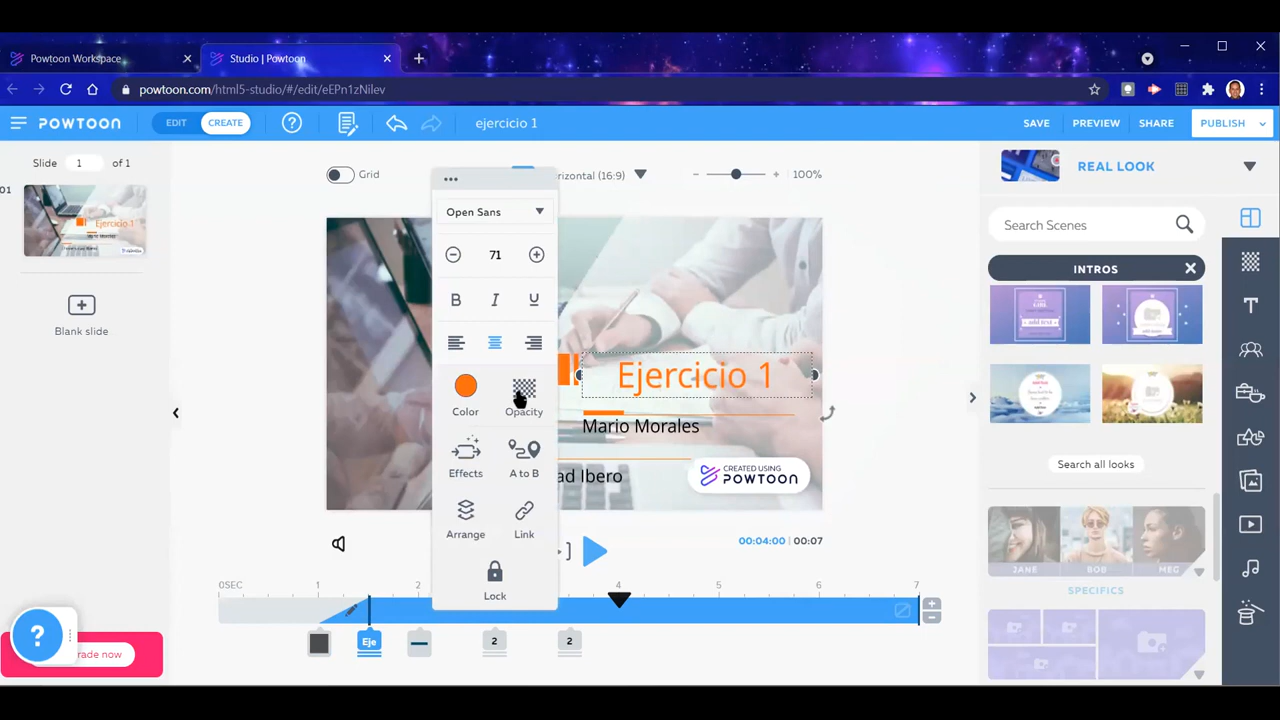 Powtoon Workspace
Studio | Powtoon
powtoon.com/html5-studio/#/edit/eEPn1zNilev
POWTOON
EDIT
CREATE
ejercicio 1
SAVE
PREVIEW
SHARE
PUBLISH
Slide 1 of 1
Grid
rizontal (16:9)
100%
REAL LOOK
01
Blank slide
Open Sans
71
B I U
Color
Opacity
Effects
A to B
Arrange
Link
Lock
Ejercicio 1
Mario Morales
ad Ibero
CREATED USING
POWTOON
Search Scenes
INTROS
Search all looks
JANE
BOB
MEG
SPECIFICS
00:04:00 | 00:07
0SEC 1 2 4 5 6 7
Eje
2
2
?
rade now